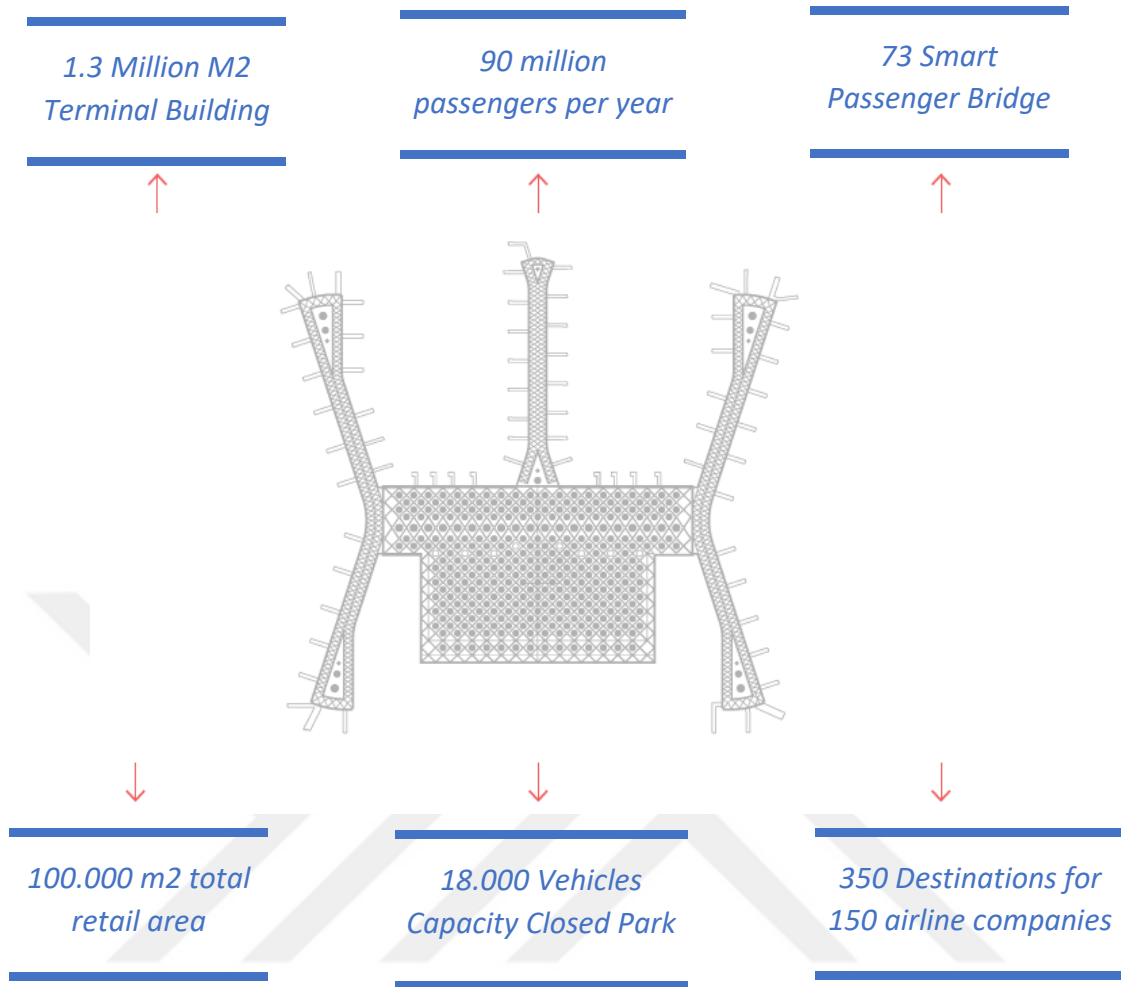 1.3 Million M2
Terminal Building
90 million
passengers per year
73 Smart
Passenger Bridge
100.000 m2 total
retail area
18.000 Vehicles
Capacity Closed Park
350 Destinations for
150 airline companies